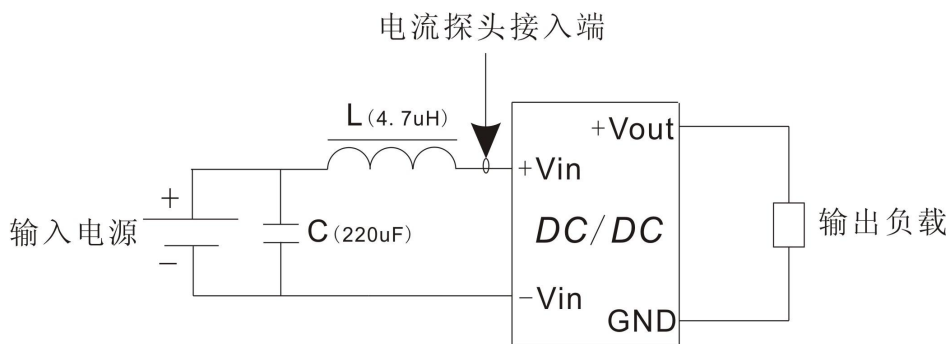 电流探头接入端
L(4.7uH)
+Vout
+Vin
+
输入电源
C(220uF)
DC/DC
输出负载
−
−Vin
GND